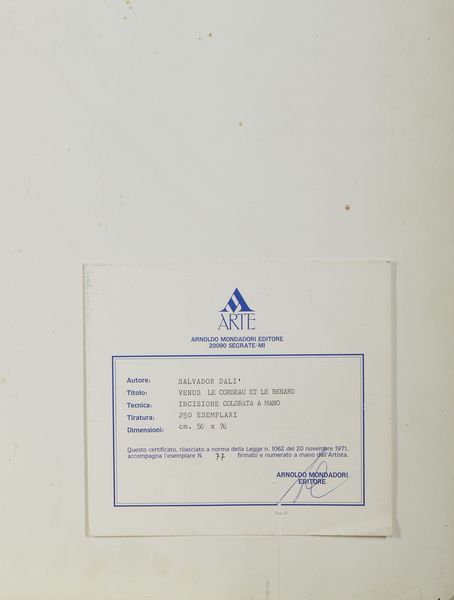 ARTE
ARNOLDO MONDADORI EDITORE
20090 SEGRATE-MI
Autore: SALVADOR DALI'
Titolo: VENUS LE CORBEAU ET LE RENARD
Tecnica: INCISIONE COLORATA A MANO
Tiratura: 250 ESEMPLARI
Dimensioni: cm. 56 x 76
Questo certificato, rilasciato a norma della Legge n. 1062 del 20 novembre 1971,
accompagna l'esemplare N. 77 firmato e numerato a mano dall'Artista.
ARNOLDO MONDADORI
EDITORE